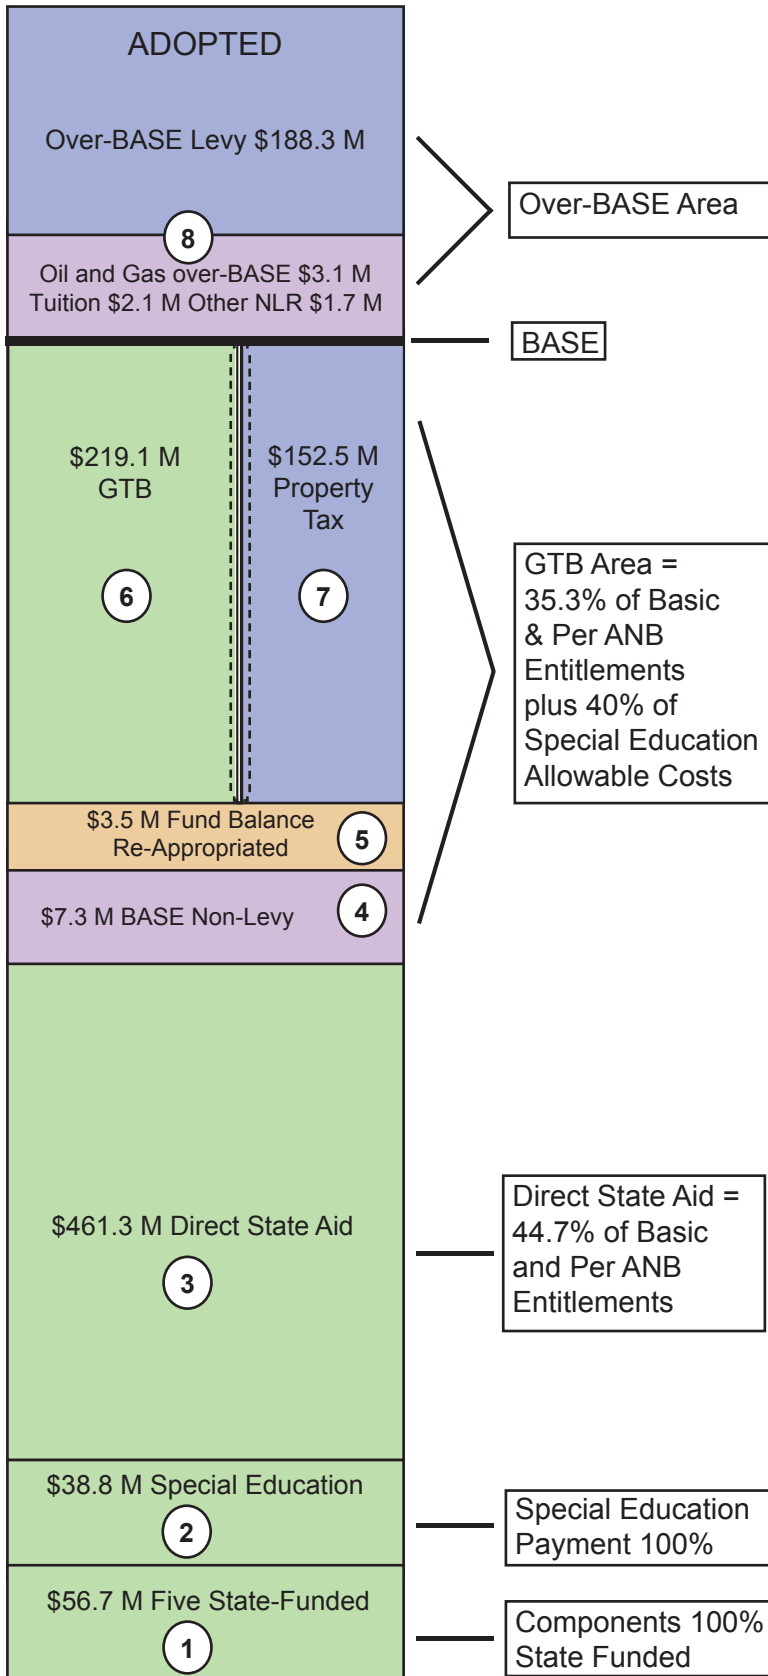 ADOPTED
Over-BASE Levy $188.3 M
8
Oil and Gas over-BASE $3.1 M
Tuition $2.1 M Other NLR $1.7 M
Over-BASE Area
BASE
$219.1 M
GTB
6
$152.5 M
Property
Tax
7
GTB Area =
35.3% of Basic
& Per ANB
Entitlements
plus 40% of
Special Education
Allowable Costs
$3.5 M Fund Balance
Re-Appropriated
5
$7.3 M BASE Non-Levy
4
$461.3 M Direct State Aid
3
Direct State Aid =
44.7% of Basic
and Per ANB
Entitlements
$38.8 M Special Education
2
Special Education
Payment 100%
$56.7 M Five State-Funded
1
Components 100%
State Funded